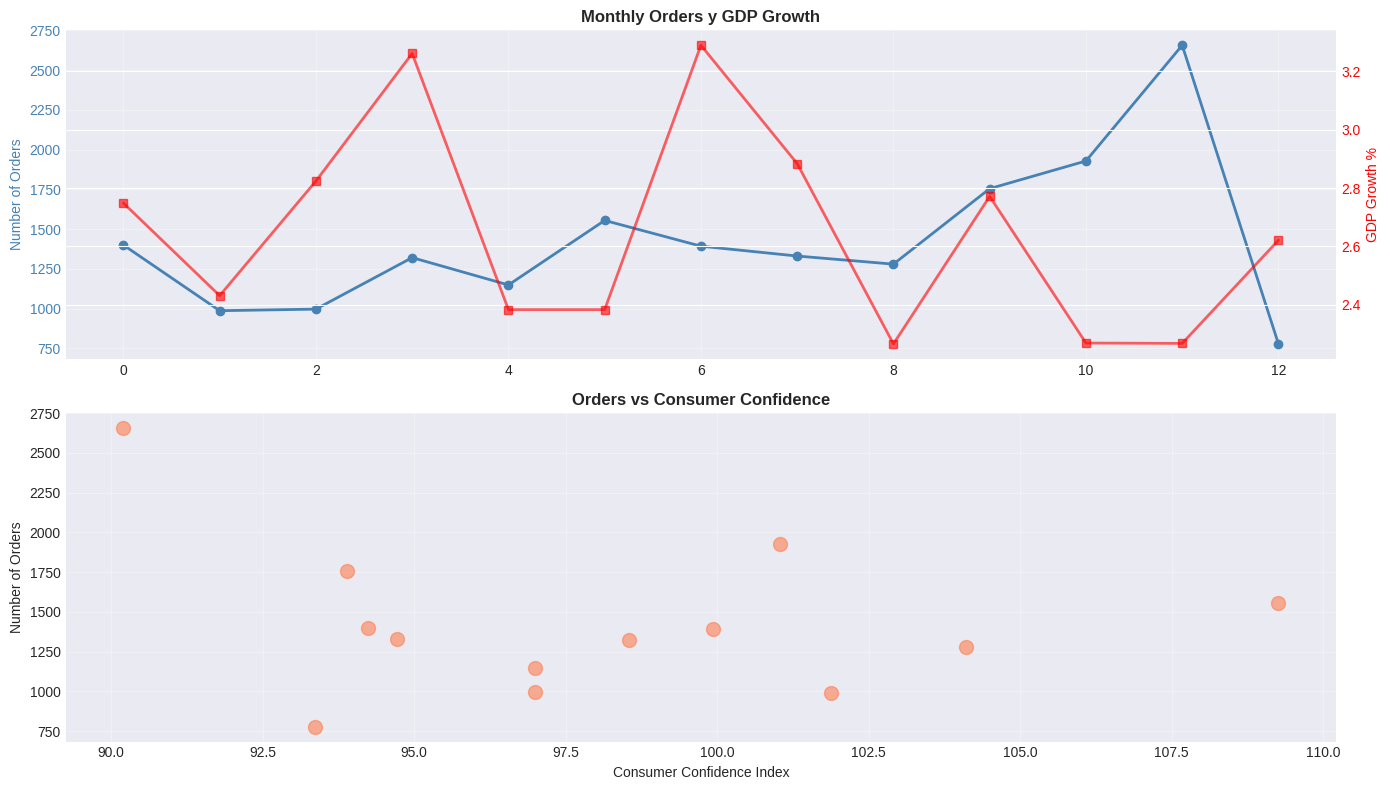 Monthly Orders y GDP Growth
Number of Orders
2750
2500
2250
2000
1750
1500
1250
1000
750
3.2
3.0
2.8
2.6
2.4
GDP Growth %
0 2 4 6 8 10 12
Orders vs Consumer Confidence
Number of Orders
2750
2500
2250
2000
1750
1500
1250
1000
750
90.0 92.5 95.0 97.5 100.0 102.5 105.0 107.5 110.0
Consumer Confidence Index